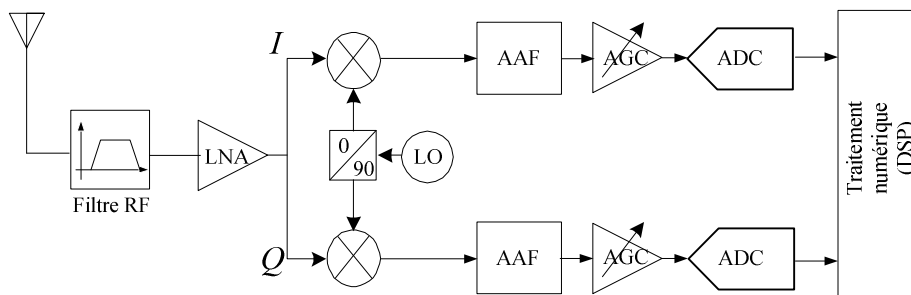 I
AAF
AGC
ADC
LNA
0
90
LO
Filtre RF
Q
AAF
AGC
ADC
Traitement
numérique
(DSP)